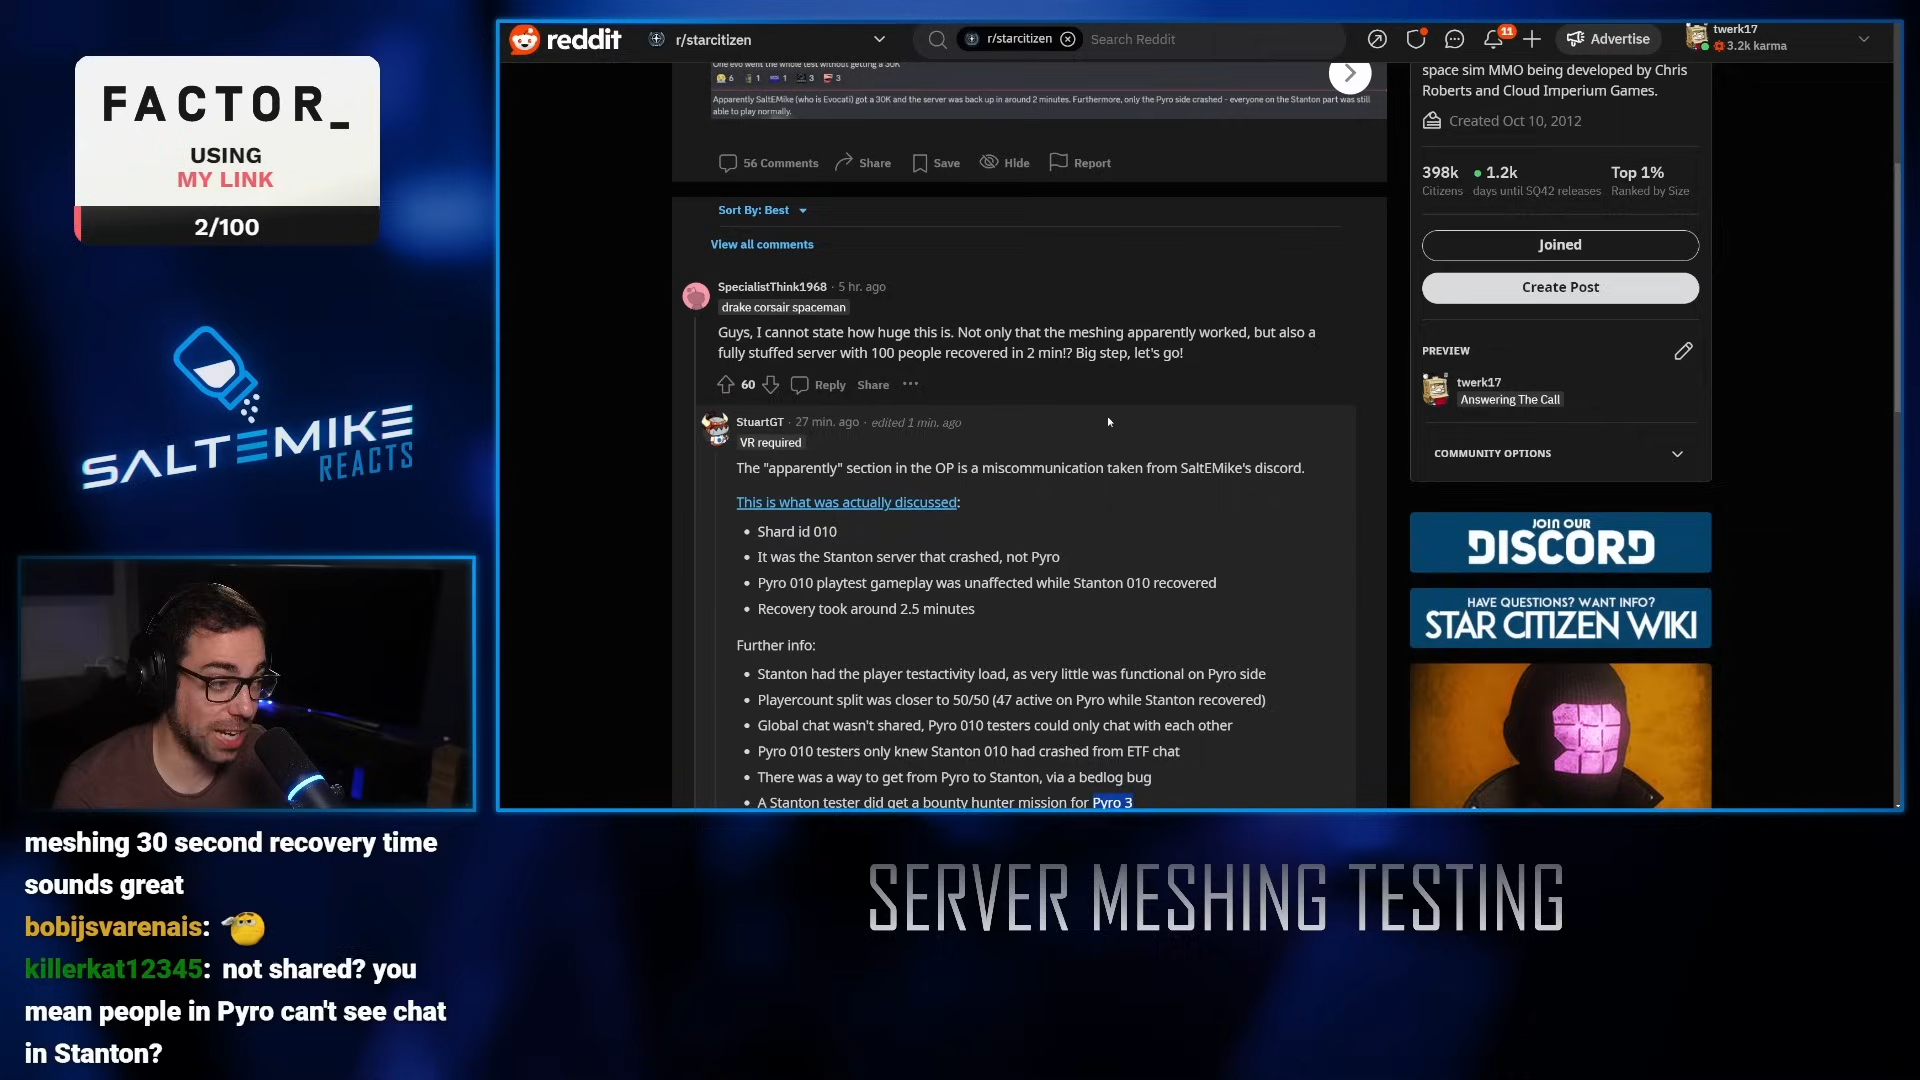 FACTOR_
USING
MY LINK
2/100
SALTEMIKE
REACTS
meshing 30 second recovery time
sounds great
bobijsvarenais:
killerkat12345: not shared? you
mean people in Pyro can't see chat
in Stanton?
reddit
r/starcitizen
r/starcitizen
Search Reddit
11
Advertise
twerk17
3.2k karma
One evo went the whole test without getting a 30K
6 1 1 3 3
Apparently SaltEMike (who is Evocati) got a 30K and the server was back up in around 2 minutes. Furthermore, only the Pyro side crashed - everyone on the Stanton part was still
able to play normally.
56 Comments Share Save Hide Report
Sort By: Best
View all comments
SpecialistThink1968 · 5 hr. ago
drake corsair spaceman
Guys, I cannot state how huge this is. Not only that the meshing apparently worked, but also a
fully stuffed server with 100 people recovered in 2 min!? Big step, let's go!
60 Reply Share ···
StuartGT · 27 min. ago · edited 1 min. ago
VR required
The "apparently" section in the OP is a miscommunication taken from SaltEMike's discord.
This is what was actually discussed:
• Shard id 010
• It was the Stanton server that crashed, not Pyro
• Pyro 010 playtest gameplay was unaffected while Stanton 010 recovered
• Recovery took around 2.5 minutes
Further info:
• Stanton had the player testactivity load, as very little was functional on Pyro side
• Playercount split was closer to 50/50 (47 active on Pyro while Stanton recovered)
• Global chat wasn't shared, Pyro 010 testers could only chat with each other
• Pyro 010 testers only knew Stanton 010 had crashed from ETF chat
• There was a way to get from Pyro to Stanton, via a bedlog bug
• A Stanton tester did get a bounty hunter mission for Pyro 3
space sim MMO being developed by Chris
Roberts and Cloud Imperium Games.
Created Oct 10, 2012
398k 1.2k Top 1%
Citizens days until SQ42 releases Ranked by Size
Joined
Create Post
PREVIEW
twerk17
Answering The Call
COMMUNITY OPTIONS
JOIN OUR
DISCORD
HAVE QUESTIONS? WANT INFO?
STAR CITIZEN WIKI
SERVER MESHING TESTING